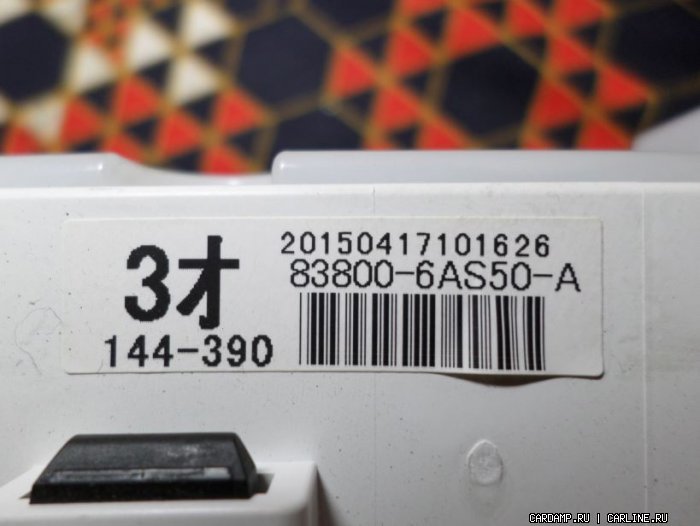 3才
20150417101626
83800-6AS50-A
144-390
CARDAMP.RU | CARLINE.RU